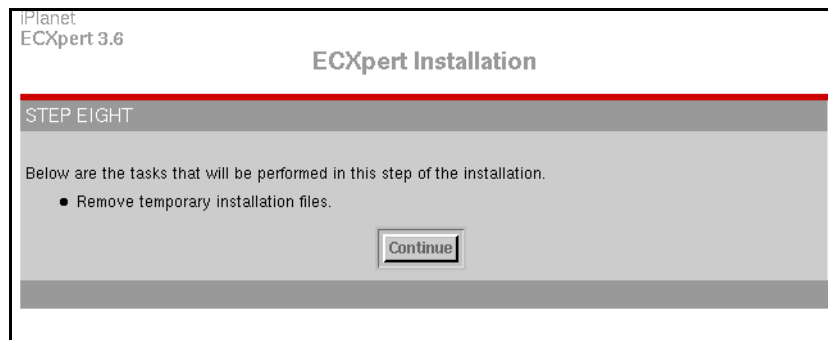 iPlanet
ECXpert 3.6
ECXpert Installation
STEP EIGHT
Below are the tasks that will be performed in this step of the installation.
● Remove temporary installation files.
Continue